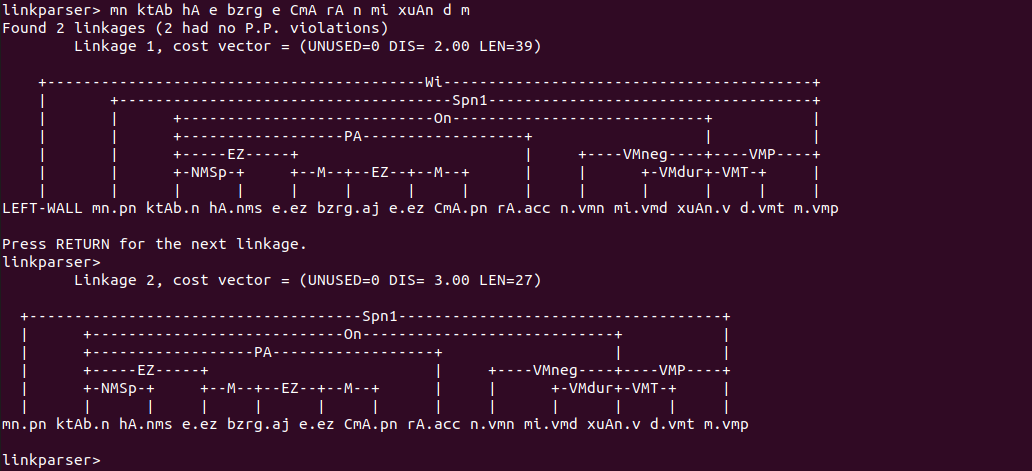 linkparser> mn ktAb hA e bzrg e CmA rA n mi xuAn d m
Found 2 linkages (2 had no P.P. violations)
        Linkage 1, cost vector = (UNUSED=0 DIS= 2.00 LEN=39)

    +------------------------------------------Wi-----------------------------------------+
    |       +-------------------------------------Spn1------------------------------------+
    |       |      +----------------------------On----------------------------+           |
    |       |      +------------------PA------------------+                   |           |
    |       |      +-----EZ-----+                         |     +----VMneg----+----VMP----+
    |       |      +-NMSp-+     +--M--+--EZ--+--M--+      |     |      +-VMdur+-VMT-+     |
    |       |      |      |     |     |      |     |      |     |      |      |     |     |
LEFT-WALL mn.pn ktAb.n hA.nms e.ez bzrg.aj e.ez CmA.pn rA.acc n.vmn mi.vmd xuAn.v d.vmt m.vmp

Press RETURN for the next linkage.
linkparser>
        Linkage 2, cost vector = (UNUSED=0 DIS= 3.00 LEN=27)

  +-------------------------------------Spn1------------------------------------+
  |      +----------------------------On----------------------------+           |
  |      +------------------PA------------------+                   |           |
  |      +-----EZ-----+                         |     +----VMneg----+----VMP----+
  |      +-NMSp-+     +--M--+--EZ--+--M--+      |     |      +-VMdur+-VMT-+     |
  |      |      |     |     |      |     |      |     |      |      |     |     |
mn.pn ktAb.n hA.nms e.ez bzrg.aj e.ez CmA.pn rA.acc n.vmn mi.vmd xuAn.v d.vmt m.vmp

linkparser>